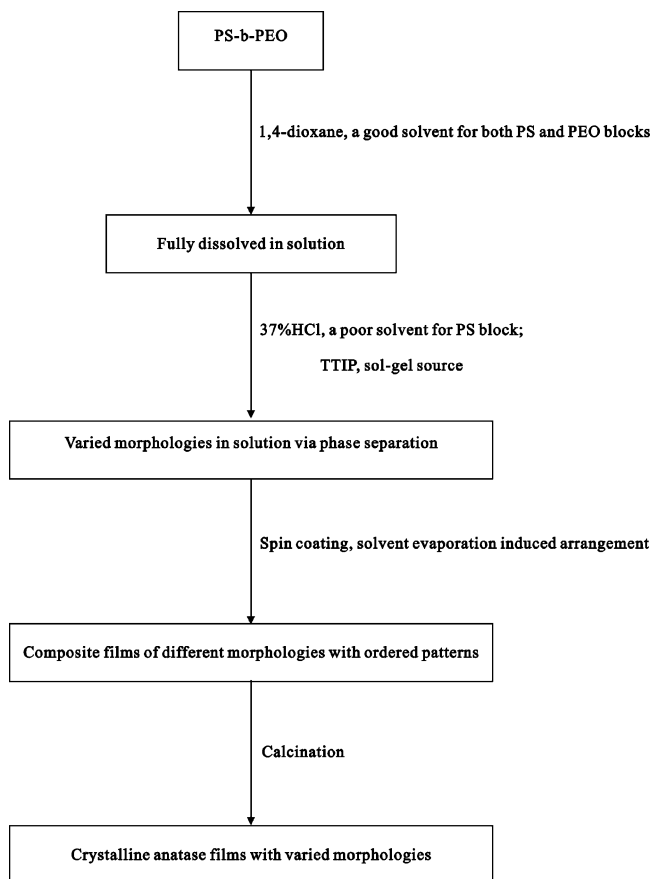 PS-b-PEO
1,4-dioxane, a good solvent for both PS and PEO blocks
Fully dissolved in solution
37%HCl, a poor solvent for PS block;
TTIP, sol-gel source
Varied morphologies in solution via phase separation
Spin coating, solvent evaporation induced arrangement
Composite films of different morphologies with ordered patterns
Calcination
Crystalline anatase films with varied morphologies